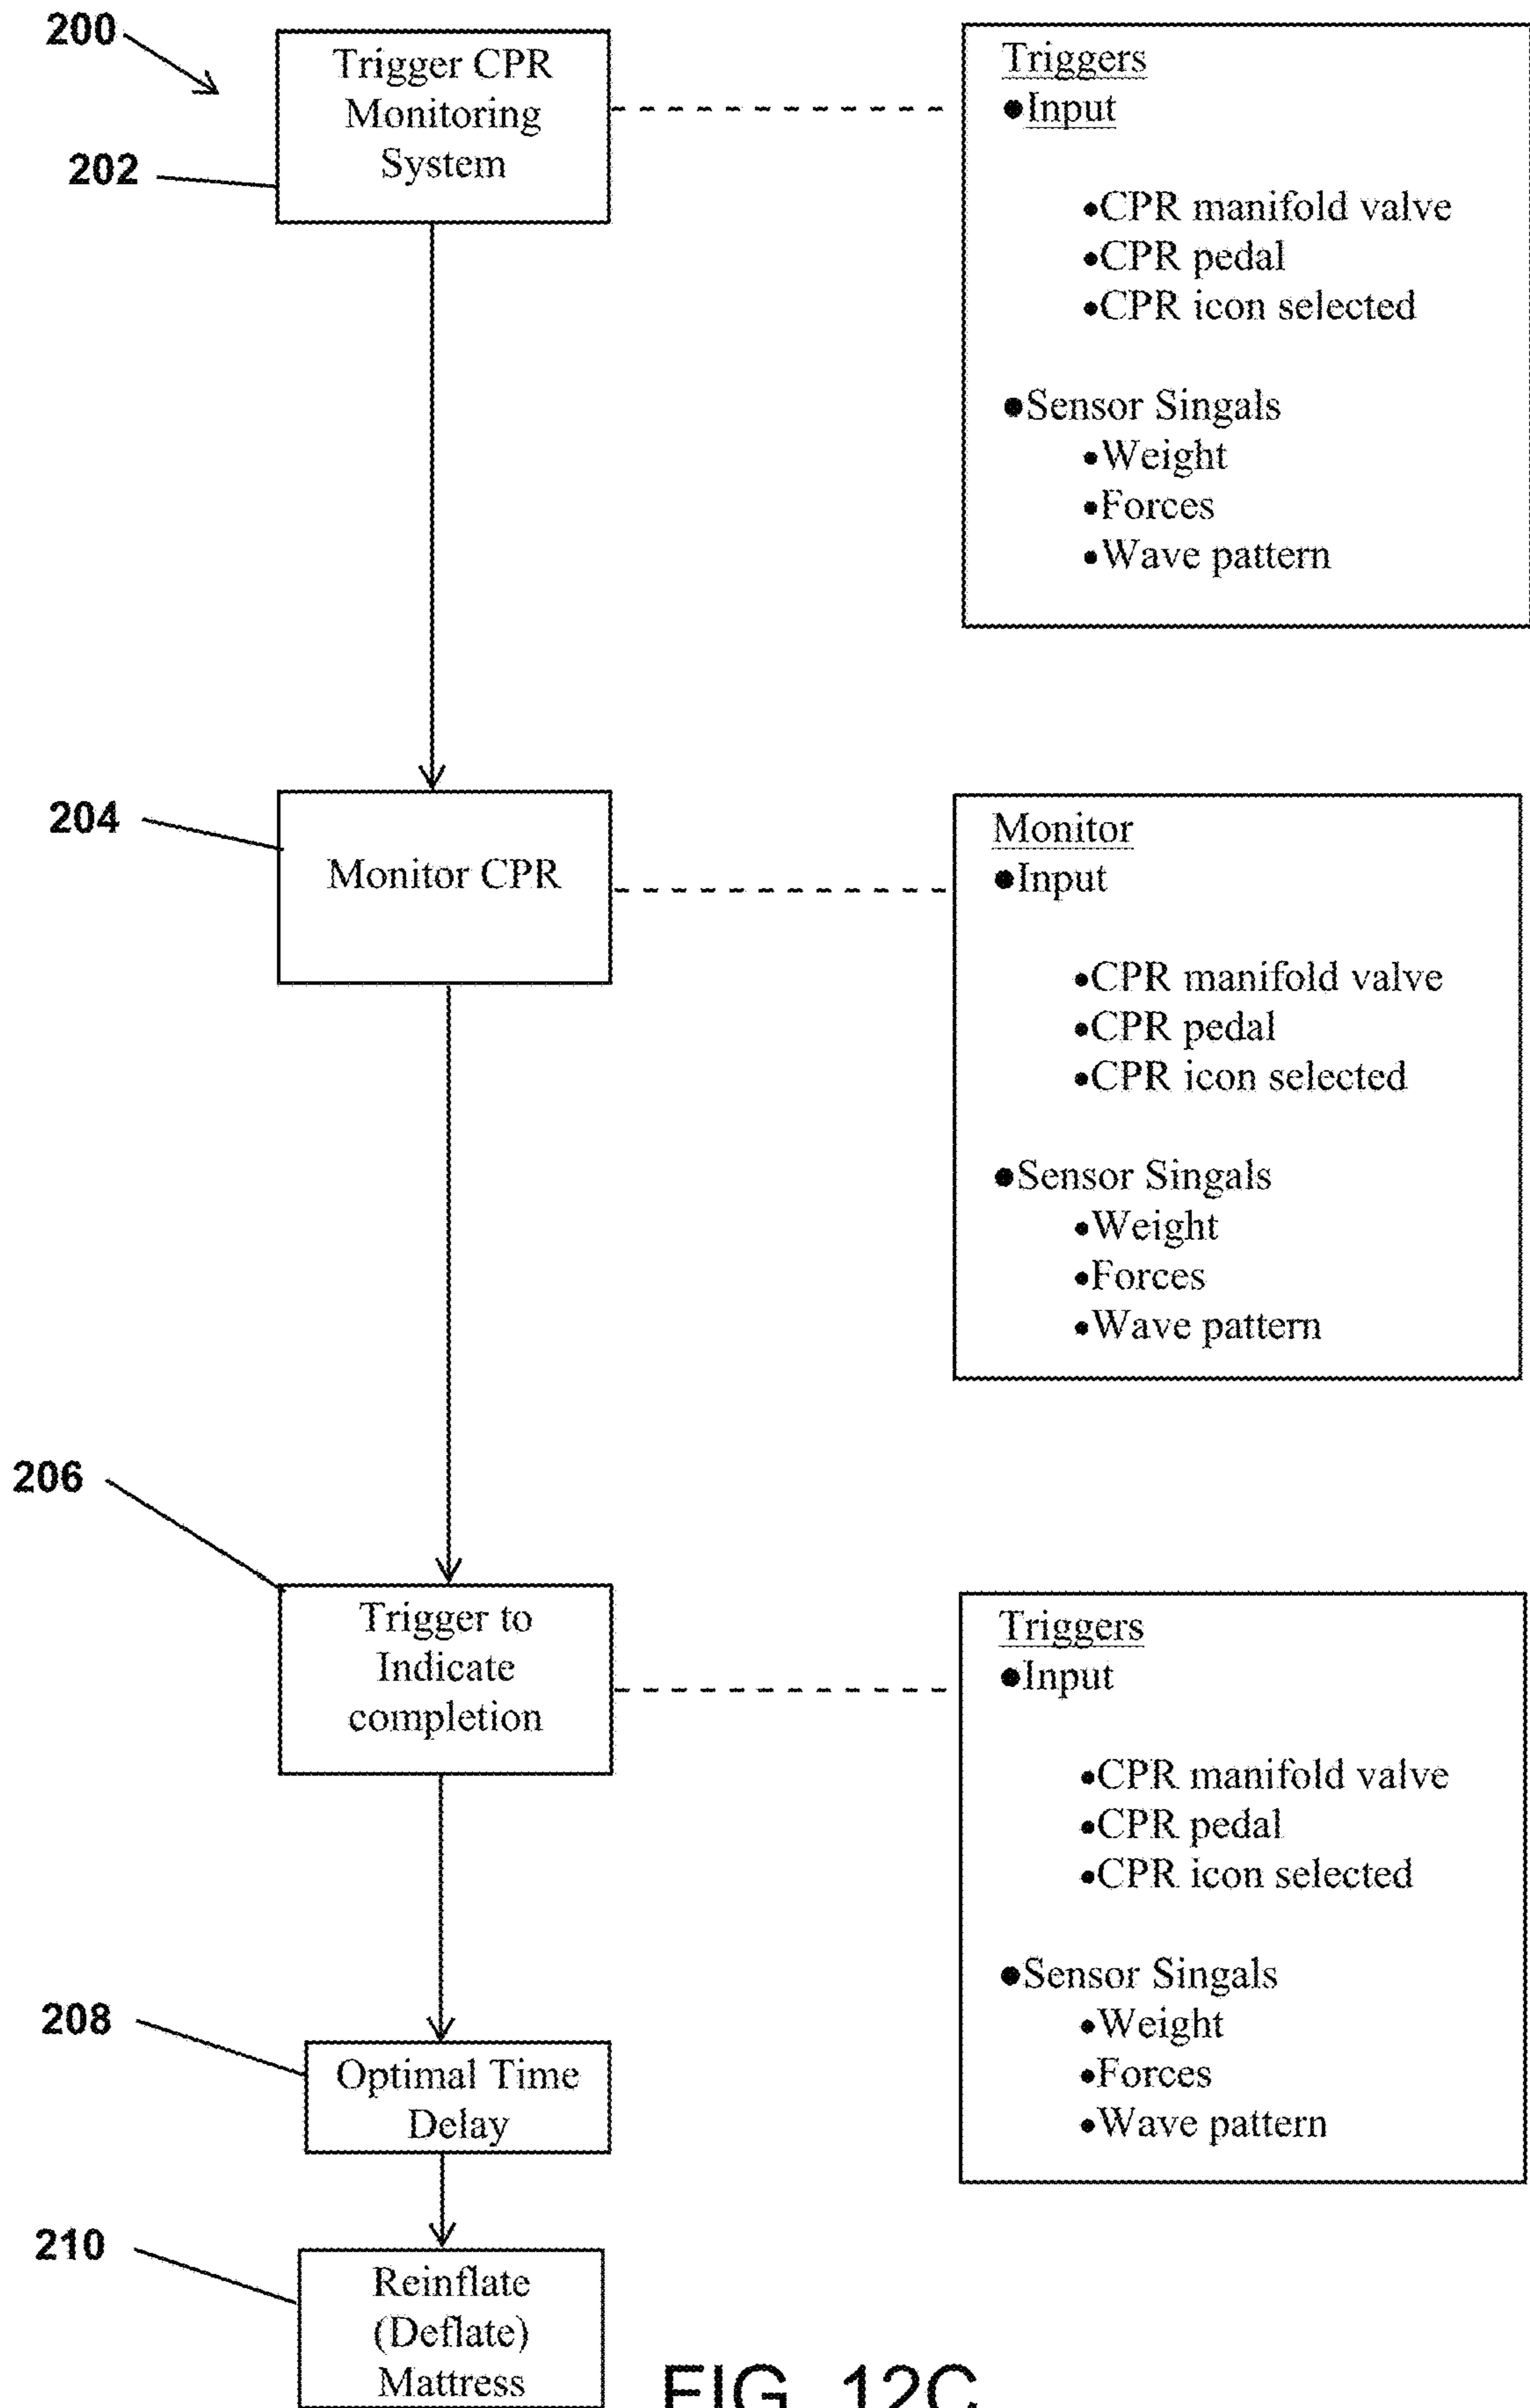 200
Trigger CPR
Monitoring
System
202
Triggers
●Input
●CPR manifold valve
●CPR pedal
●CPR icon selected
●Sensor Singals
●Weight
●Forces
●Wave pattern
204
Monitor CPR
Monitor
●Input
●CPR manifold valve
●CPR pedal
●CPR icon selected
●Sensor Singals
●Weight
●Forces
●Wave pattern
206
Trigger to
Indicate
completion
Triggers
●Input
●CPR manifold valve
●CPR pedal
●CPR icon selected
●Sensor Singals
●Weight
●Forces
●Wave pattern
208
Optimal Time
Delay
210
Reinflate
(Deflate)
Mattress
FIG. 12C